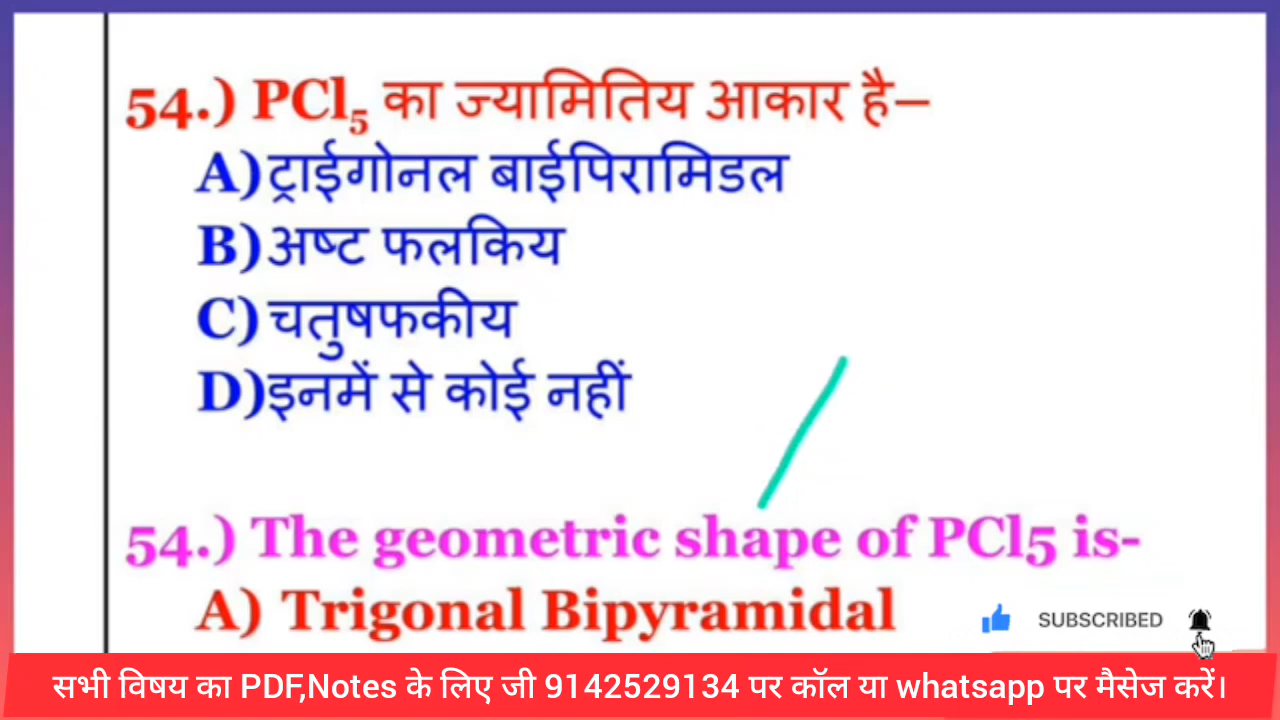 54.) PCl₅ का ज्यामितिय आकार है–
A) ट्राईगोनल बाईपिरामिडल
B) अष्ट फलकिय
C) चतुषफकीय
D) इनमें से कोई नहीं
54.) The geometric shape of PCl5 is-
A) Trigonal Bipyramidal
SUBSCRIBED
सभी विषय का PDF,Notes के लिए जी 9142529134 पर कॉल या whatsapp पर मैसेज करें।